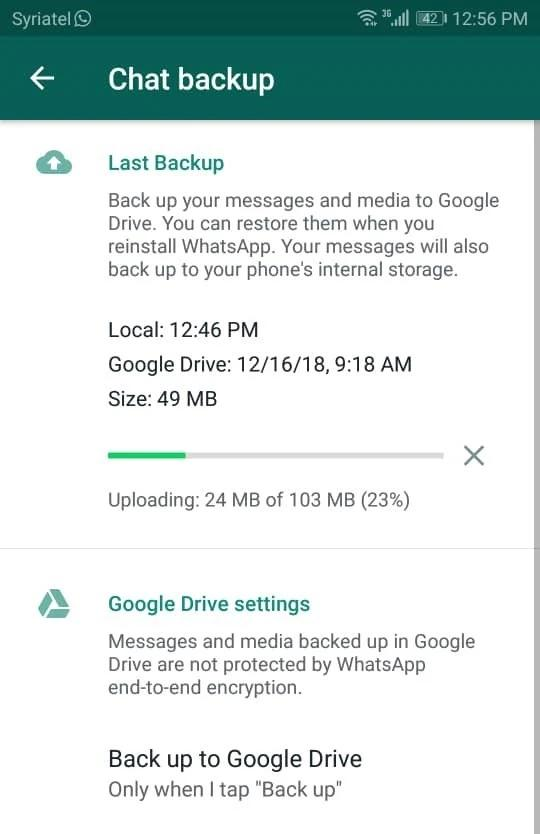 Syriatel 3G 42 12:56 PM
Chat backup
Last Backup
Back up your messages and media to Google
Drive. You can restore them when you
reinstall WhatsApp. Your messages will also
back up to your phone's internal storage.
Local: 12:46 PM
Google Drive: 12/16/18, 9:18 AM
Size: 49 MB
Uploading: 24 MB of 103 MB (23%)
Google Drive settings
Messages and media backed up in Google
Drive are not protected by WhatsApp
end-to-end encryption.
Back up to Google Drive
Only when I tap "Back up"